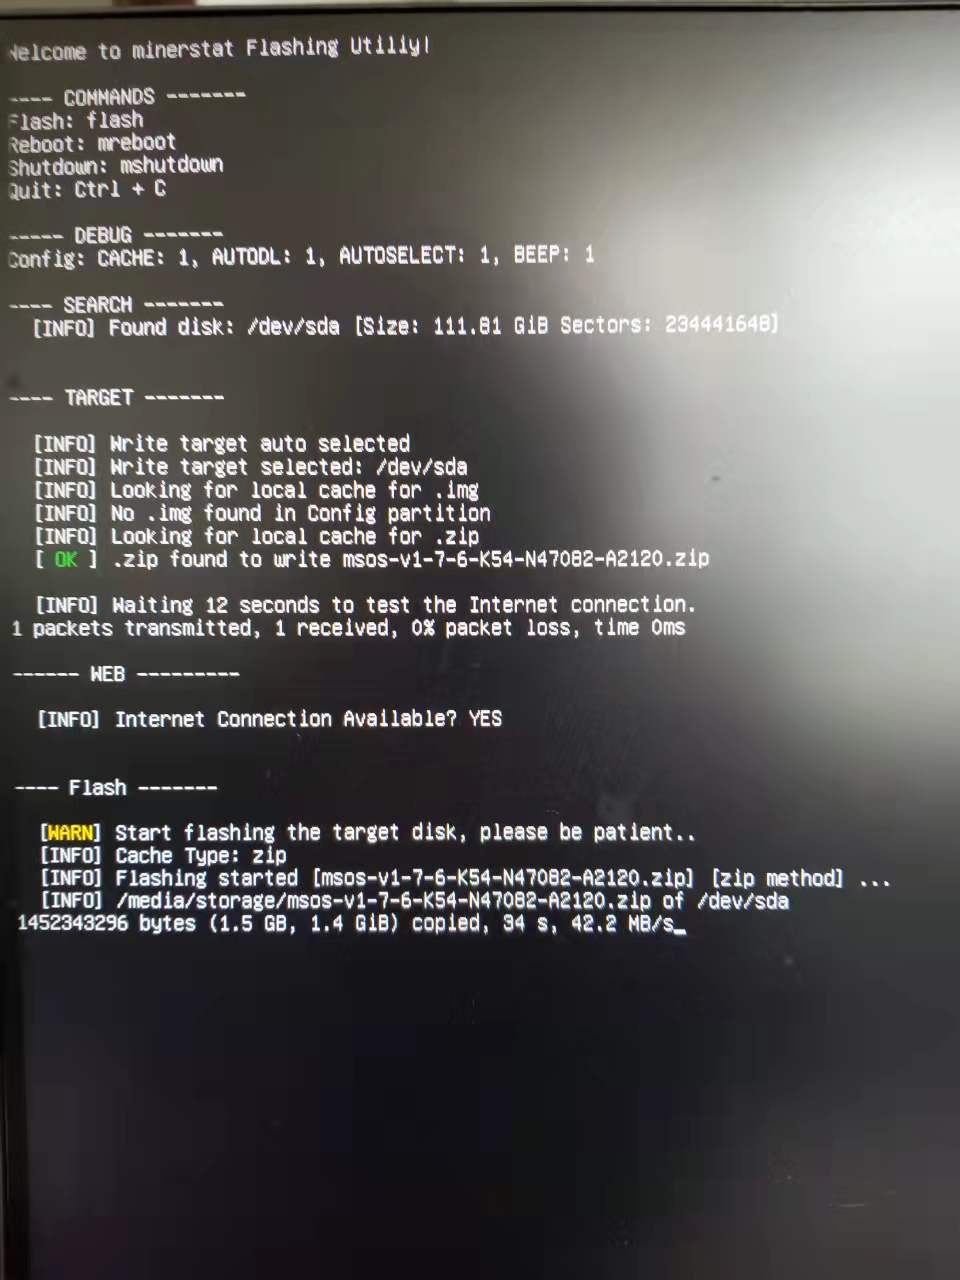 Welcome to minerstat Flashing Utiliy!
---- COMMANDS -------
Flash: flash
Reboot: mreboot
Shutdown: mshutdown
Quit: Ctrl + C
----- DEBUG -------
Config: CACHE: 1, AUTODL: 1, AUTOSELECT: 1, BEEP: 1
---- SEARCH -------
[INFO] Found disk: /dev/sda [Size: 111.81 GiB Sectors: 234441648]
---- TARGET -------
[INFO] Write target auto selected
[INFO] Write target selected: /dev/sda
[INFO] Looking for local cache for .img
[INFO] No .img found in Config partition
[INFO] Looking for local cache for .zip
[ OK ] .zip found to write msos-v1-7-6-K54-N47082-A2120.zip
[INFO] Waiting 12 seconds to test the Internet connection.
1 packets transmitted, 1 received, 0% packet loss, time 0ms
------ WEB ---------
[INFO] Internet Connection Available? YES
---- Flash -------
[WARN] Start flashing the target disk, please be patient..
[INFO] Cache Type: zip
[INFO] Flashing started [msos-v1-7-6-K54-N47082-A2120.zip] [zip method] ...
[INFO] /media/storage/msos-v1-7-6-K54-N47082-A2120.zip of /dev/sda
1452343296 bytes (1.5 GB, 1.4 GiB) copied, 34 s, 42.2 MB/s_